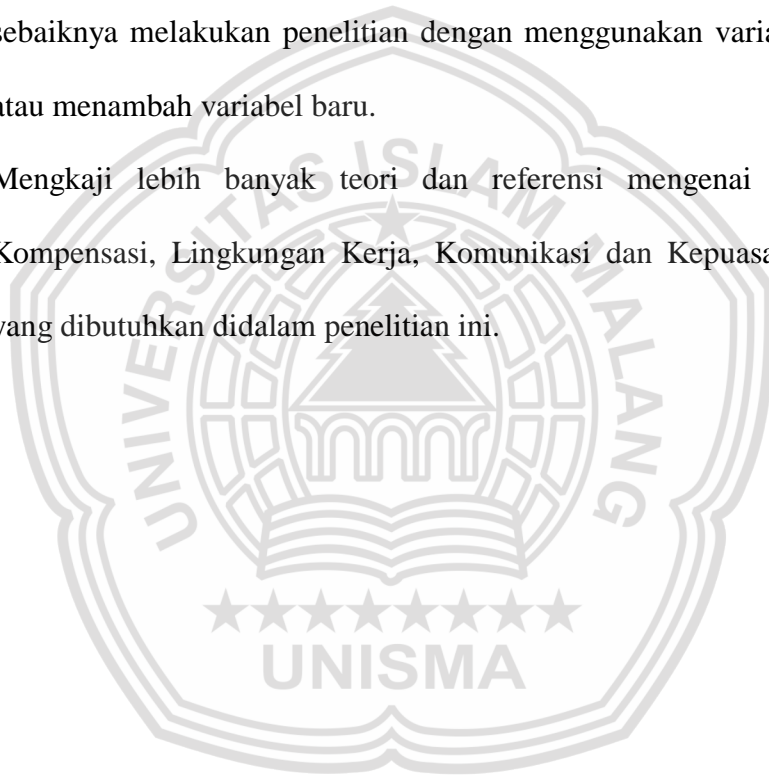 sebaiknya melakukan penelitian dengan menggunakan varia
atau menambah variabel baru.
Mengkaji lebih banyak teori dan referensi mengenai
Kompensasi, Lingkungan Kerja, Komunikasi dan Kepuasa
yang dibutuhkan didalam penelitian ini.
UNIVERSITAS ISLAM MALANG
UNISMA